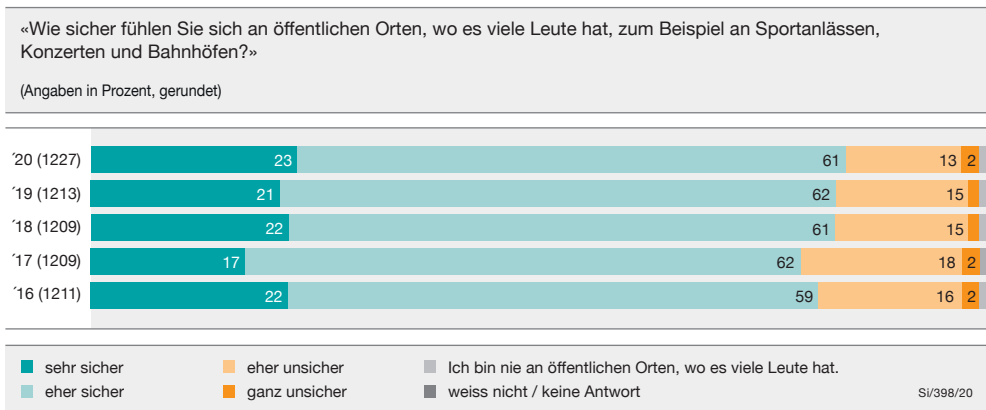 «Wie sicher fühlen Sie sich an öffentlichen Orten, wo es viele Leute hat, zum Beispiel an Sportanlässen,
Konzerten und Bahnhöfen?»
(Angaben in Prozent, gerundet)
´20 (1227) 23 61 13 2
´19 (1213) 21 62 15
´18 (1209) 22 61 15
´17 (1209) 17 62 18 2
´16 (1211) 22 59 16 2
sehr sicher eher unsicher Ich bin nie an öffentlichen Orten, wo es viele Leute hat.
eher sicher ganz unsicher weiss nicht / keine Antwort Si/398/20